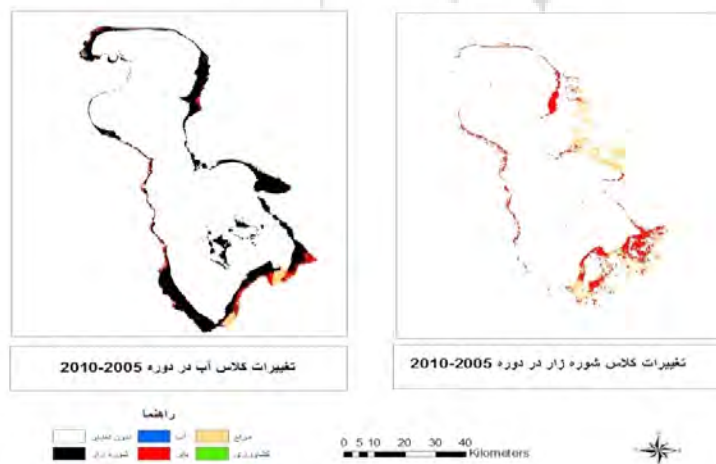 تغییرات کلاس آب در دوره 2005-2010
تغییرات کلاس شوره زار در دوره 2005-2010
راهنما
بدون تغییر آب مراتع
شوره زار بایر کشاورزی
0 5 10 20 30 40
Kilometers